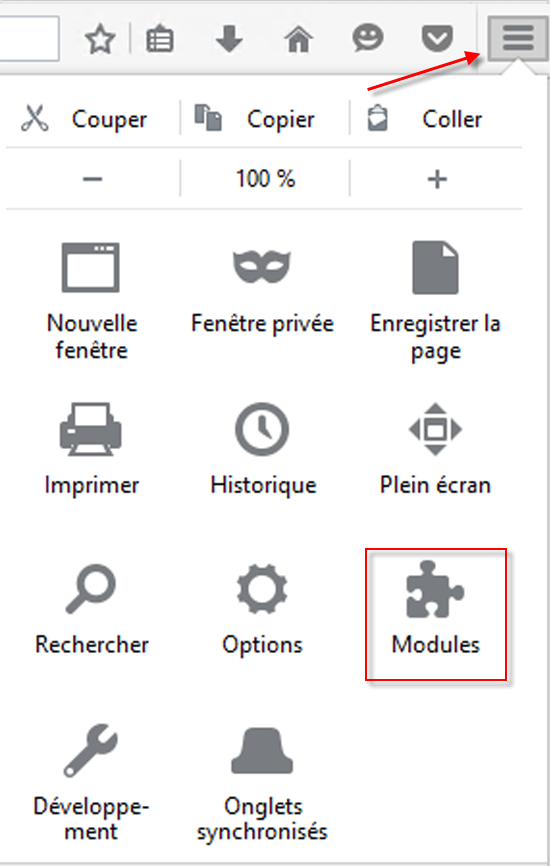 Couper Copier Coller
− 100 % +
Nouvelle
fenêtre
Fenêtre privée
Enregistrer la
page
Imprimer
Historique
Plein écran
Rechercher
Options
Modules
Développe-
ment
Onglets
synchronisés